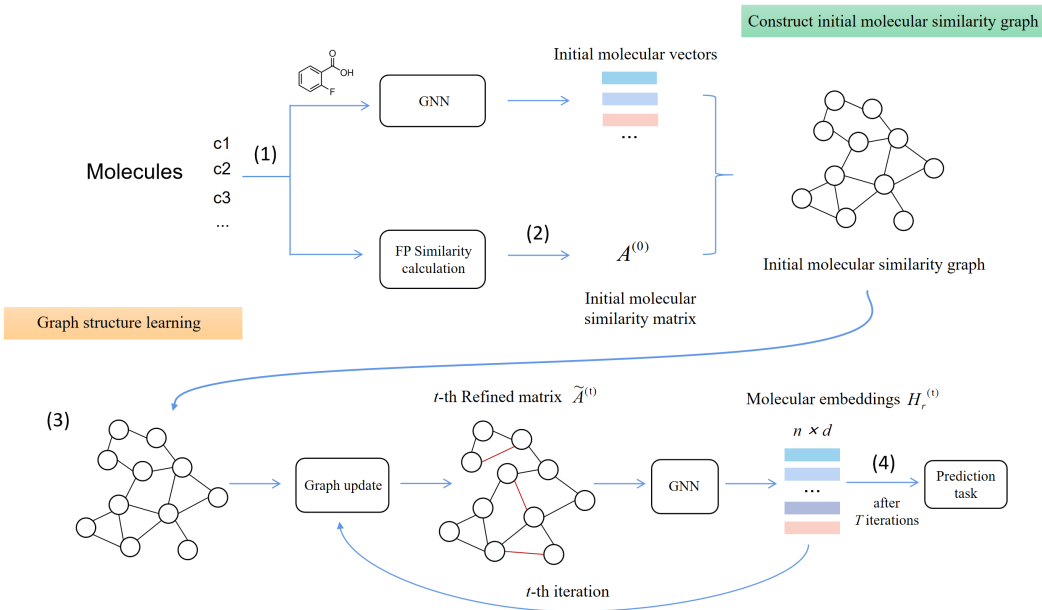 Construct initial molecular similarity graph
Initial molecular vectors
O
OH
F
GNN
...
Molecules
c1
c2
c3
...
(1)
FP Similarity
calculation
(2)
A^(0)
Initial molecular
similarity matrix
Initial molecular similarity graph
Graph structure learning
(3)
t-th Refined matrix Ã^(t)
Molecular embeddings H_r^(t)
n × d
Graph update
GNN
...
(4)
after
T iterations
Prediction
task
t-th iteration